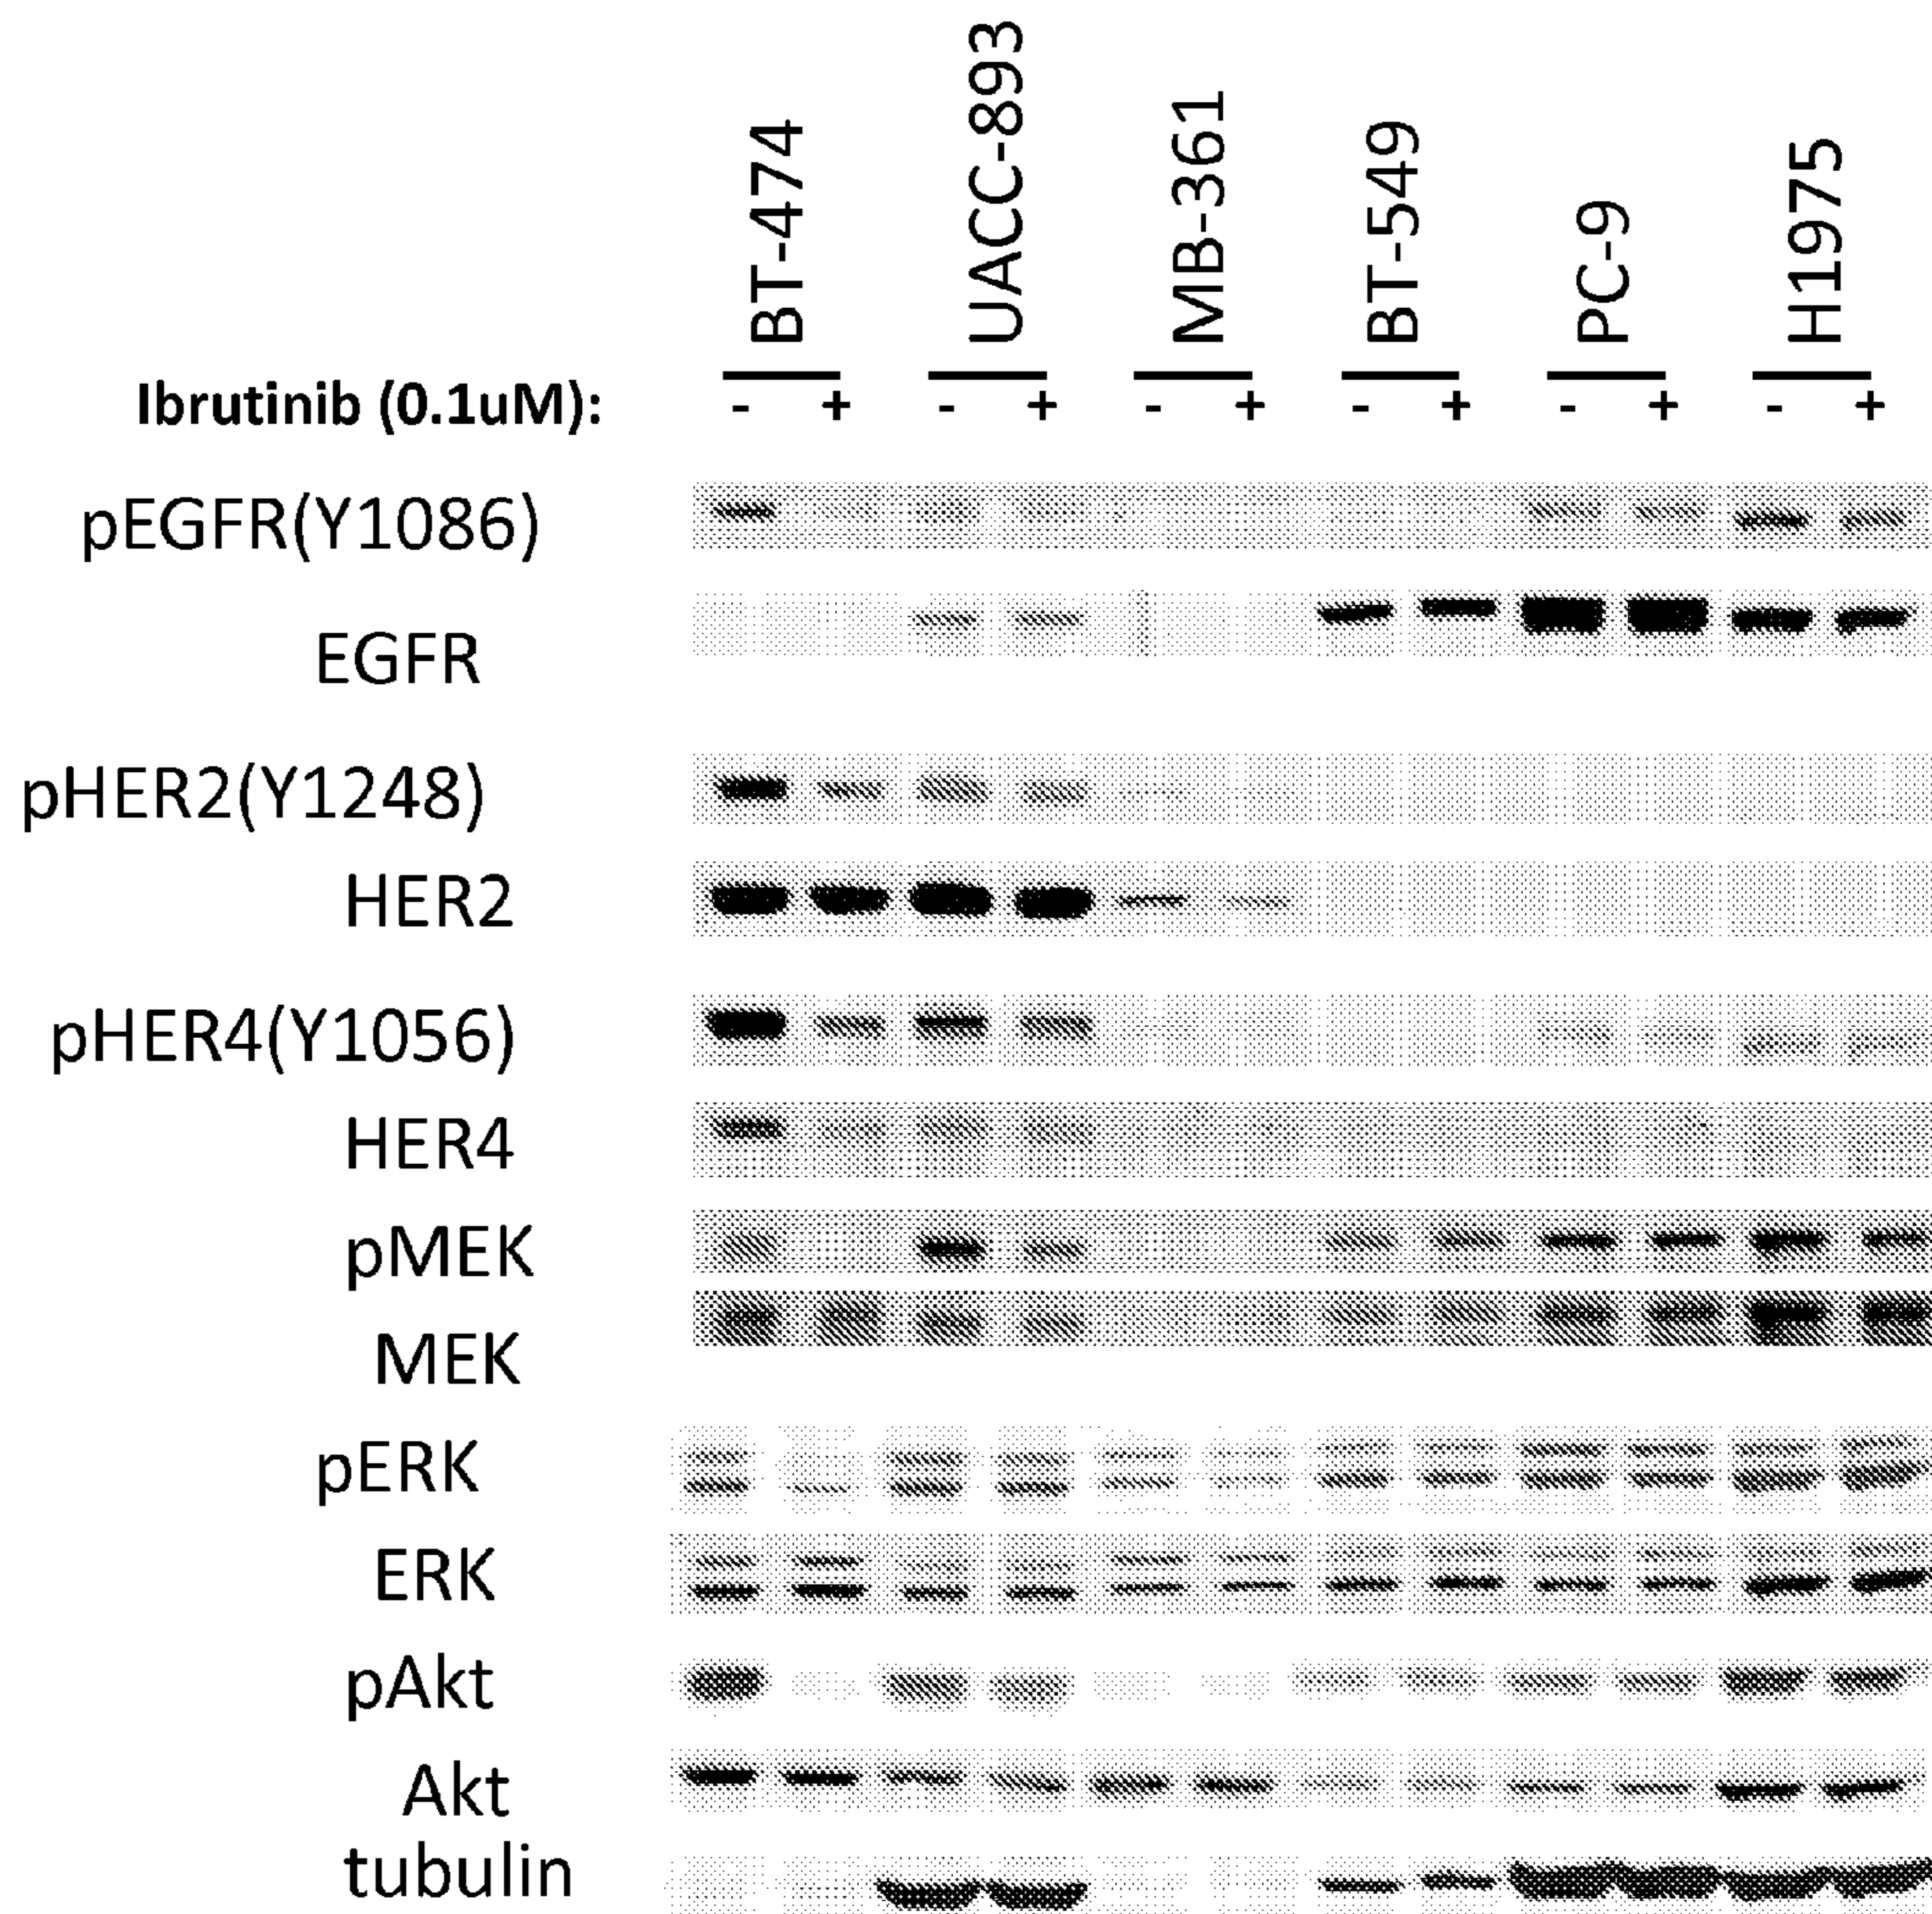 BT-474
UACC-893
MB-361
BT-549
PC-9
H1975
Ibrutinib (0.1uM): - + - + - + - + - + - +
pEGFR(Y1086)
EGFR
pHER2(Y1248)
HER2
pHER4(Y1056)
HER4
pMEK
MEK
pERK
ERK
pAkt
Akt
tubulin